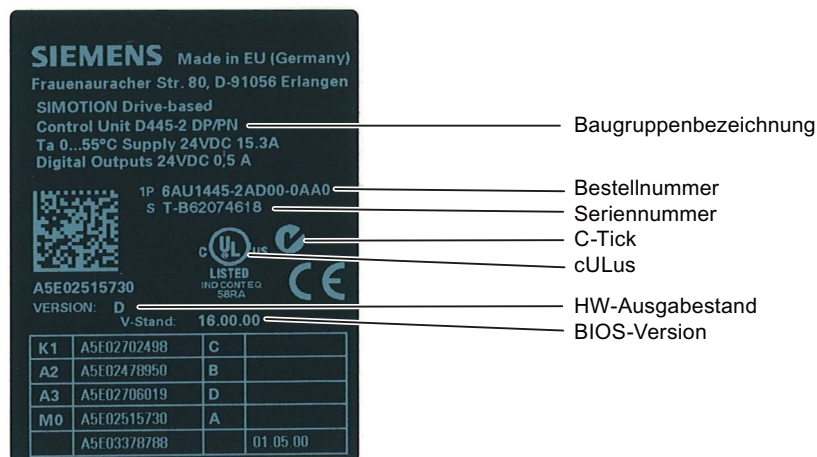 SIEMENS Made in EU (Germany)
Frauenauracher Str. 80, D-91056 Erlangen
SIMOTION Drive-based
Control Unit D445-2 DP/PN
Ta 0...55°C Supply 24VDC 15.3A
Digital Outputs 24VDC 0,5 A
1P 6AU1445-2AD00-0AA0
S T-B62074618
C UL US
LISTED
IND CONT EQ
58RA
CE
A5E02515730
VERSION: D
V-Stand: 16.00.00
K1 A5E02702498 C
A2 A5E02478950 B
A3 A5E02706019 D
M0 A5E02515730 A
A5E03378788 01.05.00
Baugruppenbezeichnung
Bestellnummer
Seriennummer
C-Tick
cULus
HW-Ausgabestand
BIOS-Version